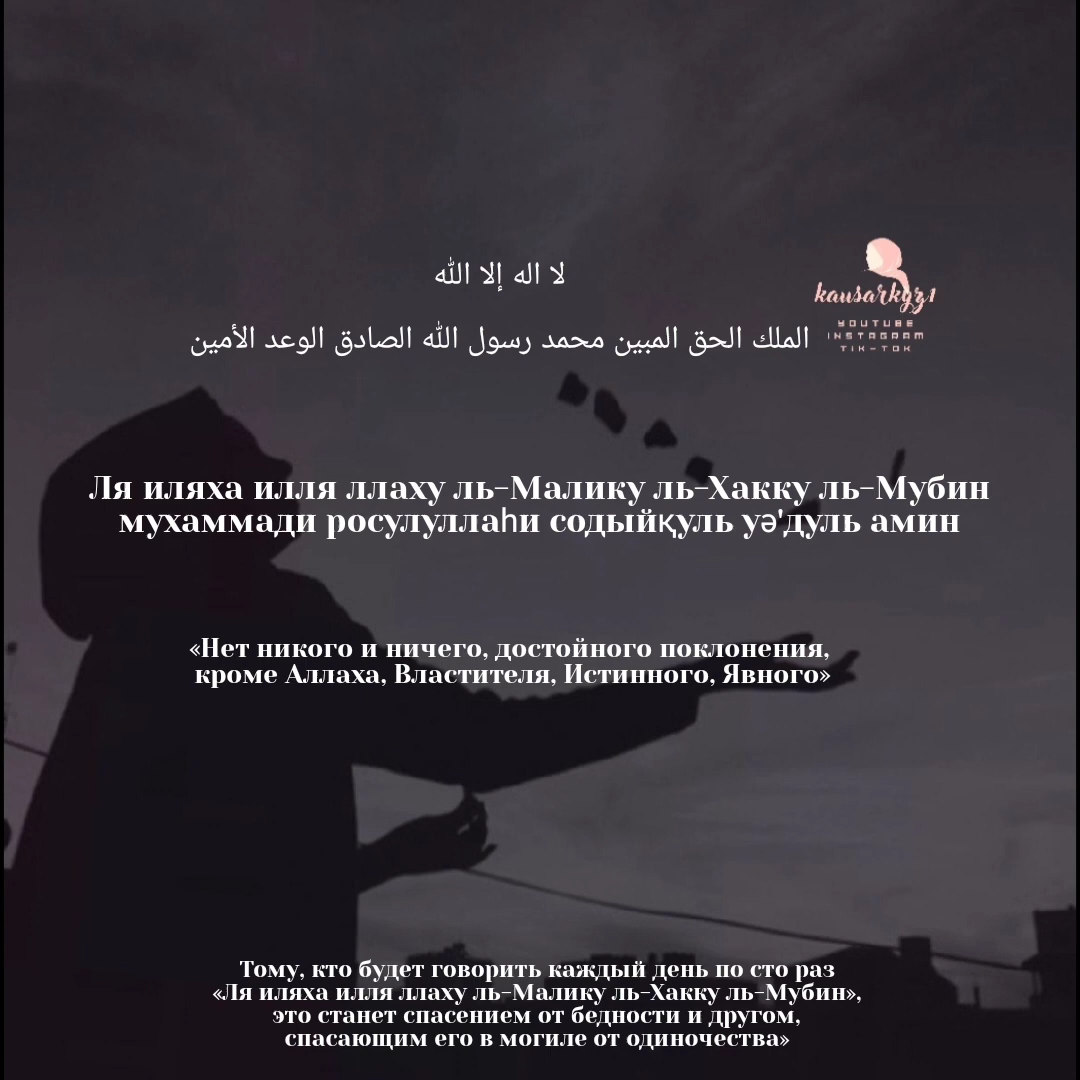 لا اله إلا الله
kausarkgz1
YOUTUBE
INSTAGRAM
TIK-TOK
الملك الحق المبين محمد رسول الله الصادق الوعد الأمين
Ля иляха илля ллаху ль-Малику ль-Хакку ль-Мубин
мухаммади росулуллаһи содыйқуль уә'дуль амин
«Нет никого и ничего, достойного поклонения,
кроме Аллаха, Властителя, Истинного, Явного»
Тому, кто будет говорить каждый день по сто раз
«Ля иляха илля ллаху ль-Малику ль-Хакку ль-Мубин»,
это станет спасением от бедности и другом,
спасающим его в могиле от одиночества»